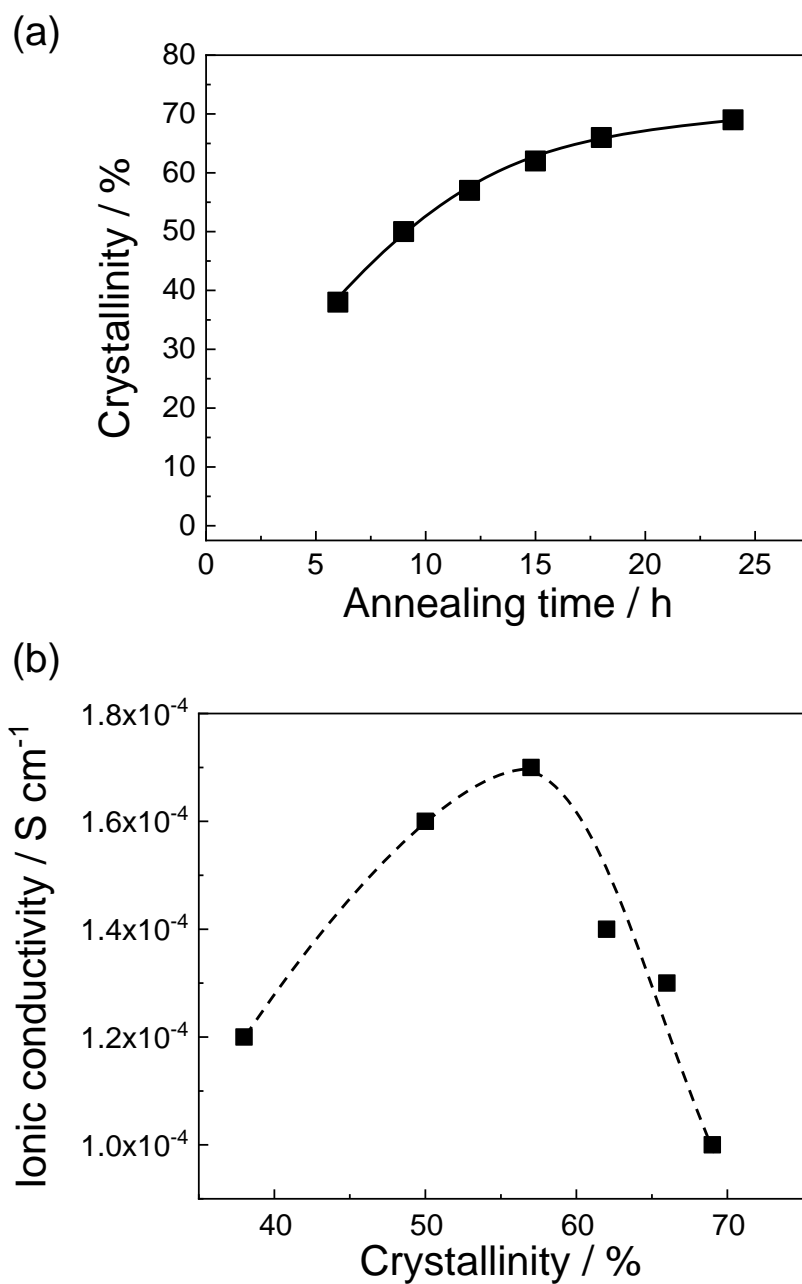 (a)
80
70
60
50
40
30
20
10
0
Crystallinity / %
0 5 10 15 20 25
Annealing time / h
(b)
1.8x10⁻⁴
1.6x10⁻⁴
1.4x10⁻⁴
1.2x10⁻⁴
1.0x10⁻⁴
Ionic conductivity / S cm⁻¹
40 50 60 70
Crystallinity / %